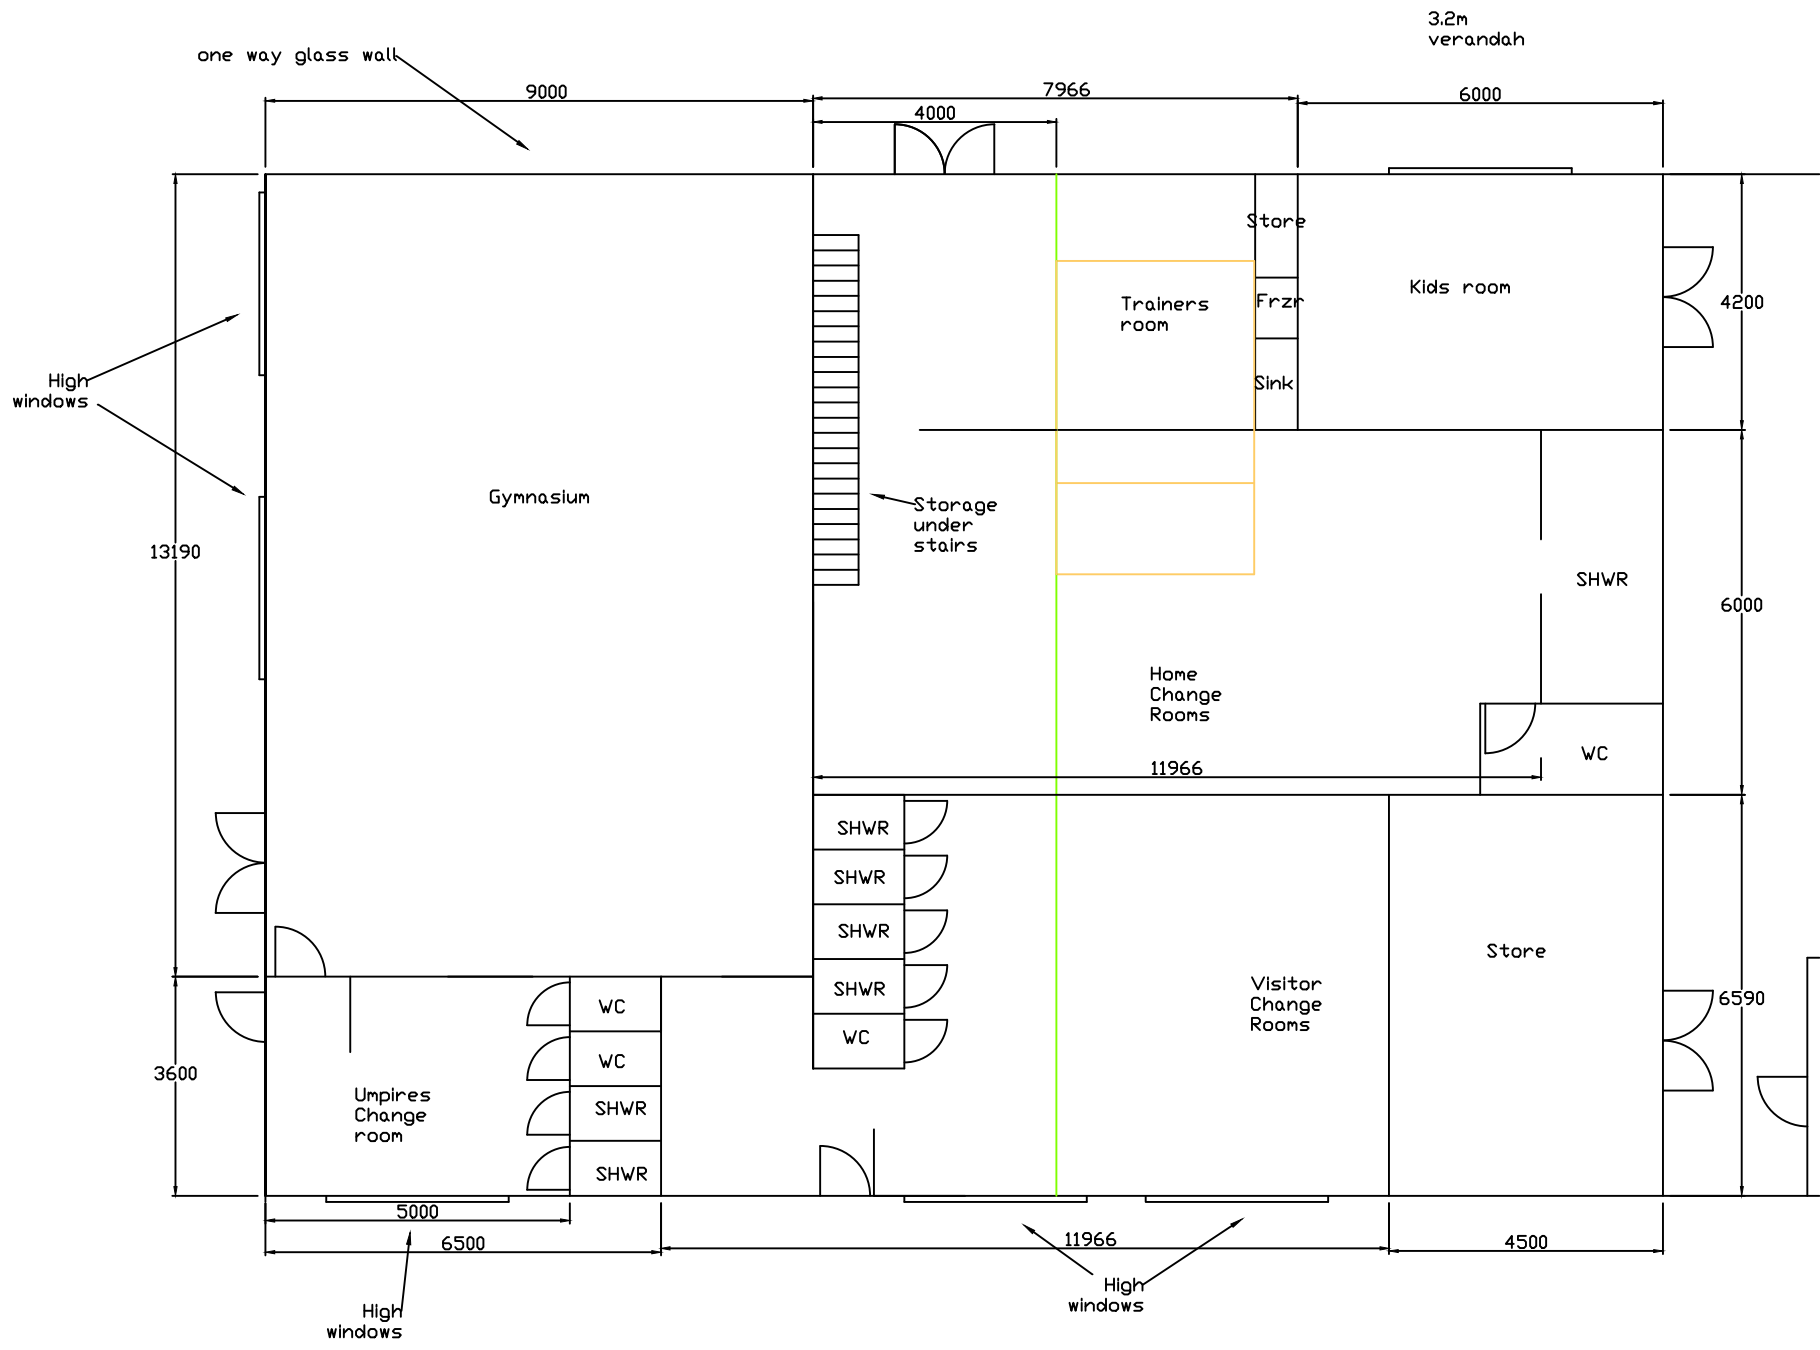 3.2m
verandah
one way glass wall
9000
7966
6000
4000
Store
Kids room
Frzr
Trainers
room
4200
Sink
High
windows
Gymnasium
Storage
under
stairs
13190
SHWR
6000
Home
Change
Rooms
WC
11966
SHWR
SHWR
SHWR
SHWR
WC
Store
Visitor
Change
Rooms
6590
WC
WC
SHWR
SHWR
3600
Umpires
Change
room
5000
6500
11966
4500
High
windows
High
windows